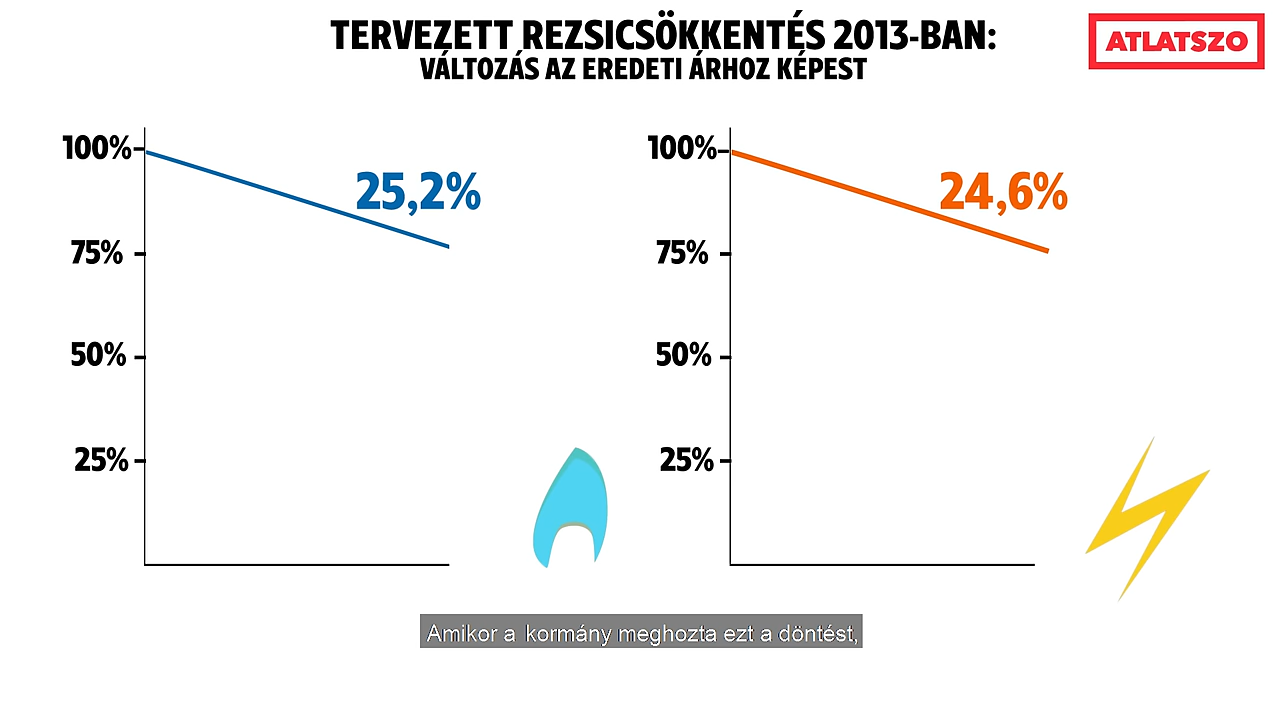 TERVEZETT REZSICSÖKKENTÉS 2013-BAN:
VÁLTOZÁS AZ EREDETI ÁRHOZ KÉPEST
ATLATSZO
100%
25,2%
75%
50%
25%
100%
24,6%
75%
50%
25%
Amikor a kormány meghozta ezt a döntést,